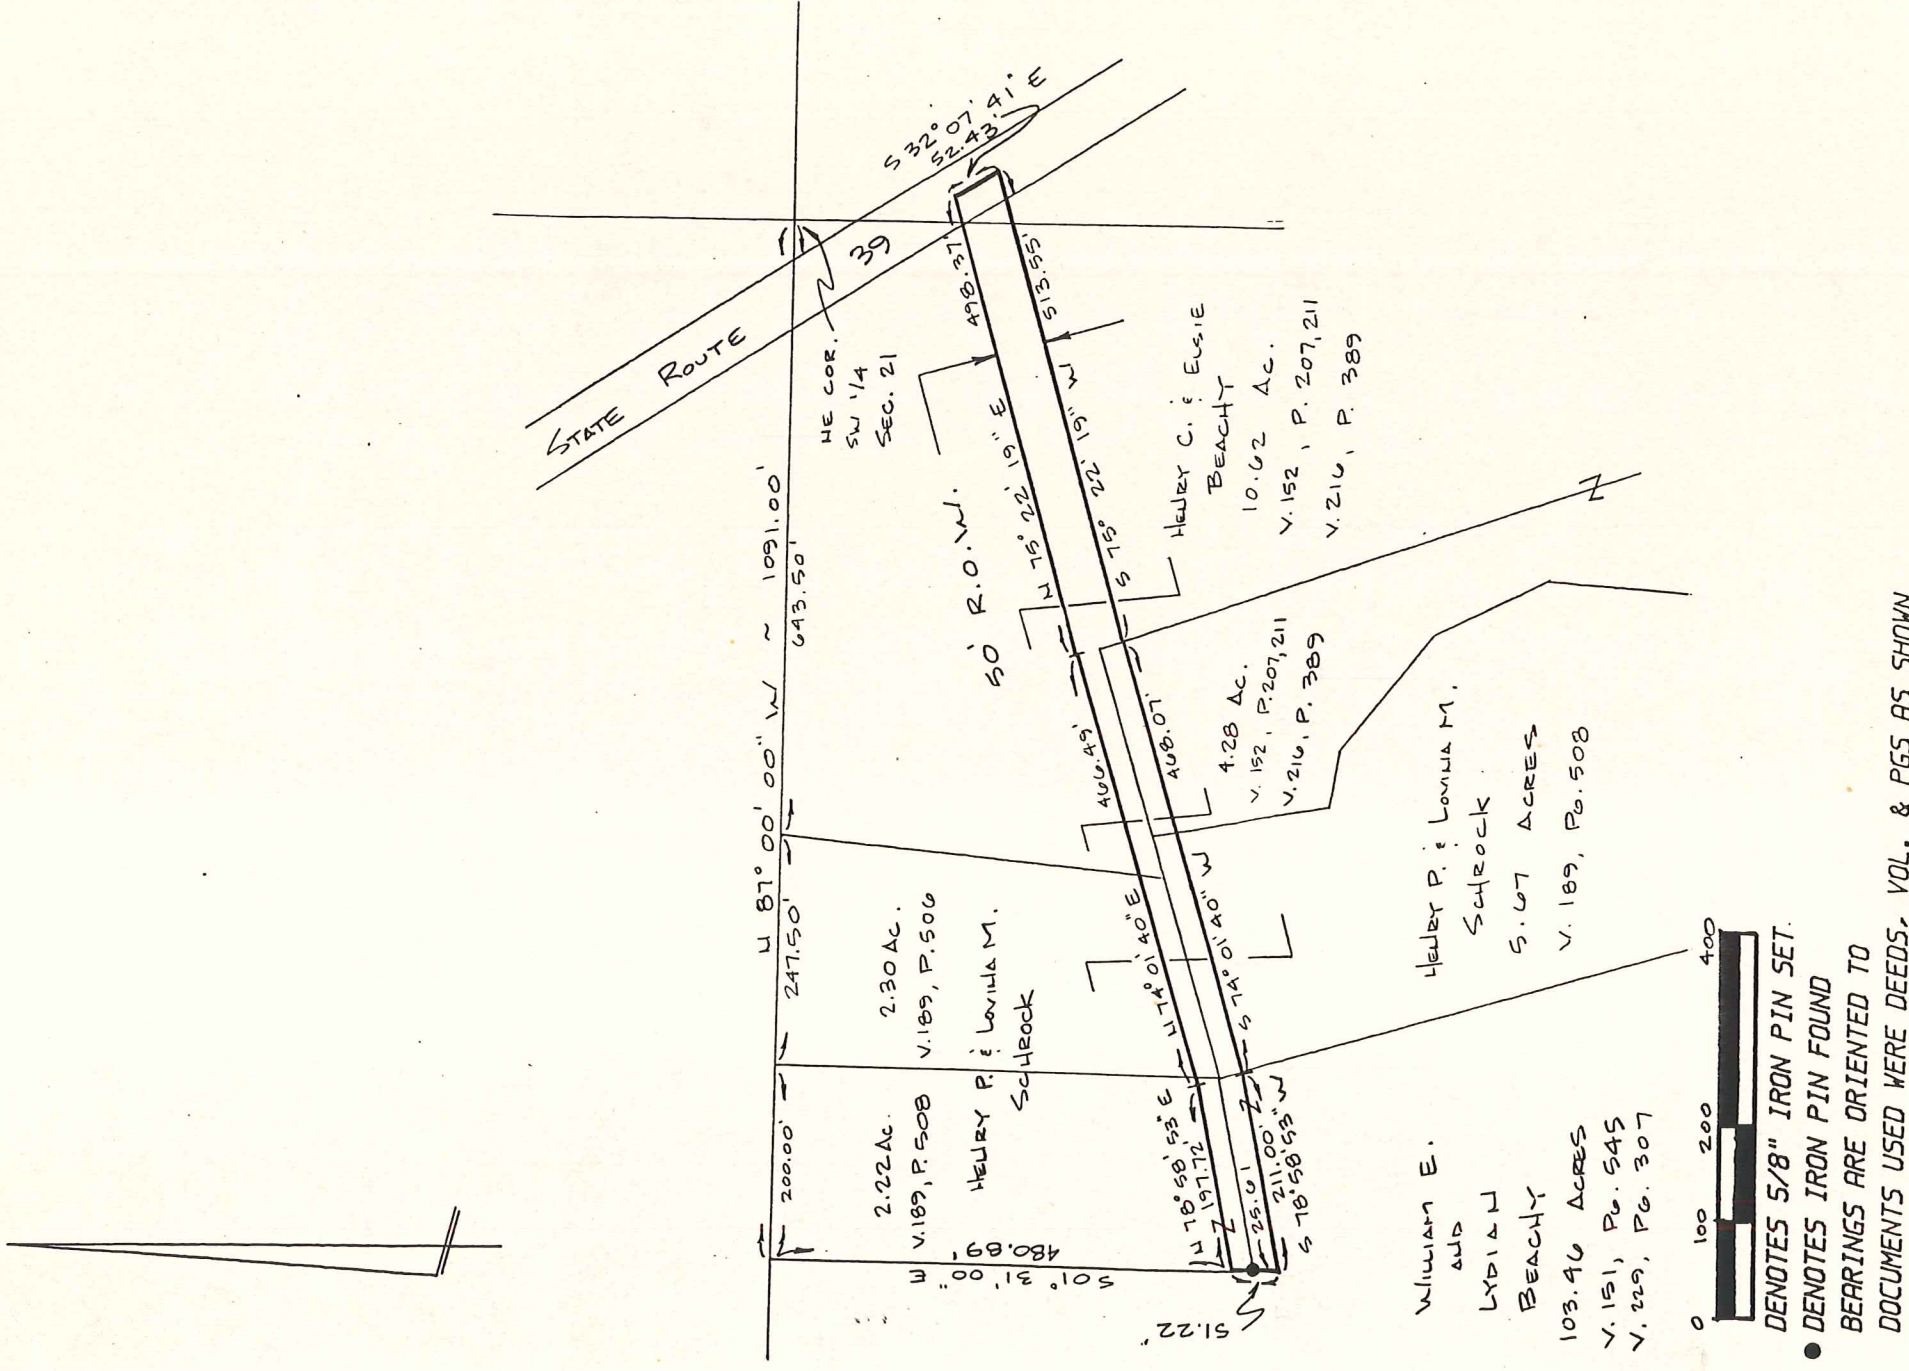 STATE ROUTE 39
S 32° 07' 41" E
52.43'
NE COR.
SW 1/4
SEC. 21
N 87° 00' 00" W ~ 1091.00'
200.00'
247.50'
643.50'
50' R.O.W.
498.37'
N 75° 22' 19" E
513.55'
S 75° 22' 19" W
HENRY C. & ELSIE
BEACHY
10.62 AC.
V. 152, P. 207, 211
V. 216, P. 389
466.49'
N 74° 01' 40" E
468.07'
S 74° 01' 40" W
4.28 AC.
V. 152, P. 207, 211
V. 216, P. 389
2.30 AC.
V. 189, P. 506
2.22 AC.
V. 189, P. 508
HENRY P. & LOVINA M.
SCHROCK
N 78° 58' 53" E
197.72'
211.00'
S 78° 58' 53" W
25.61
480.89'
S 01° 31' 00" E
51.22'
HENRY P. & LOVINA M.
SCHROCK
5.67 ACRES
V. 189, PG. 508
WILLIAM E.
AND
LYDIA N
BEACHY
103.46 ACRES
V. 151, PG. 545
V. 229, PG. 307
0 100 200 400
DENOTES 5/8" IRON PIN SET.
● DENOTES IRON PIN FOUND
BEARINGS ARE ORIENTED TO
DOCUMENTS USED WERE DEEDS, VOL. & PGS AS SHOWN